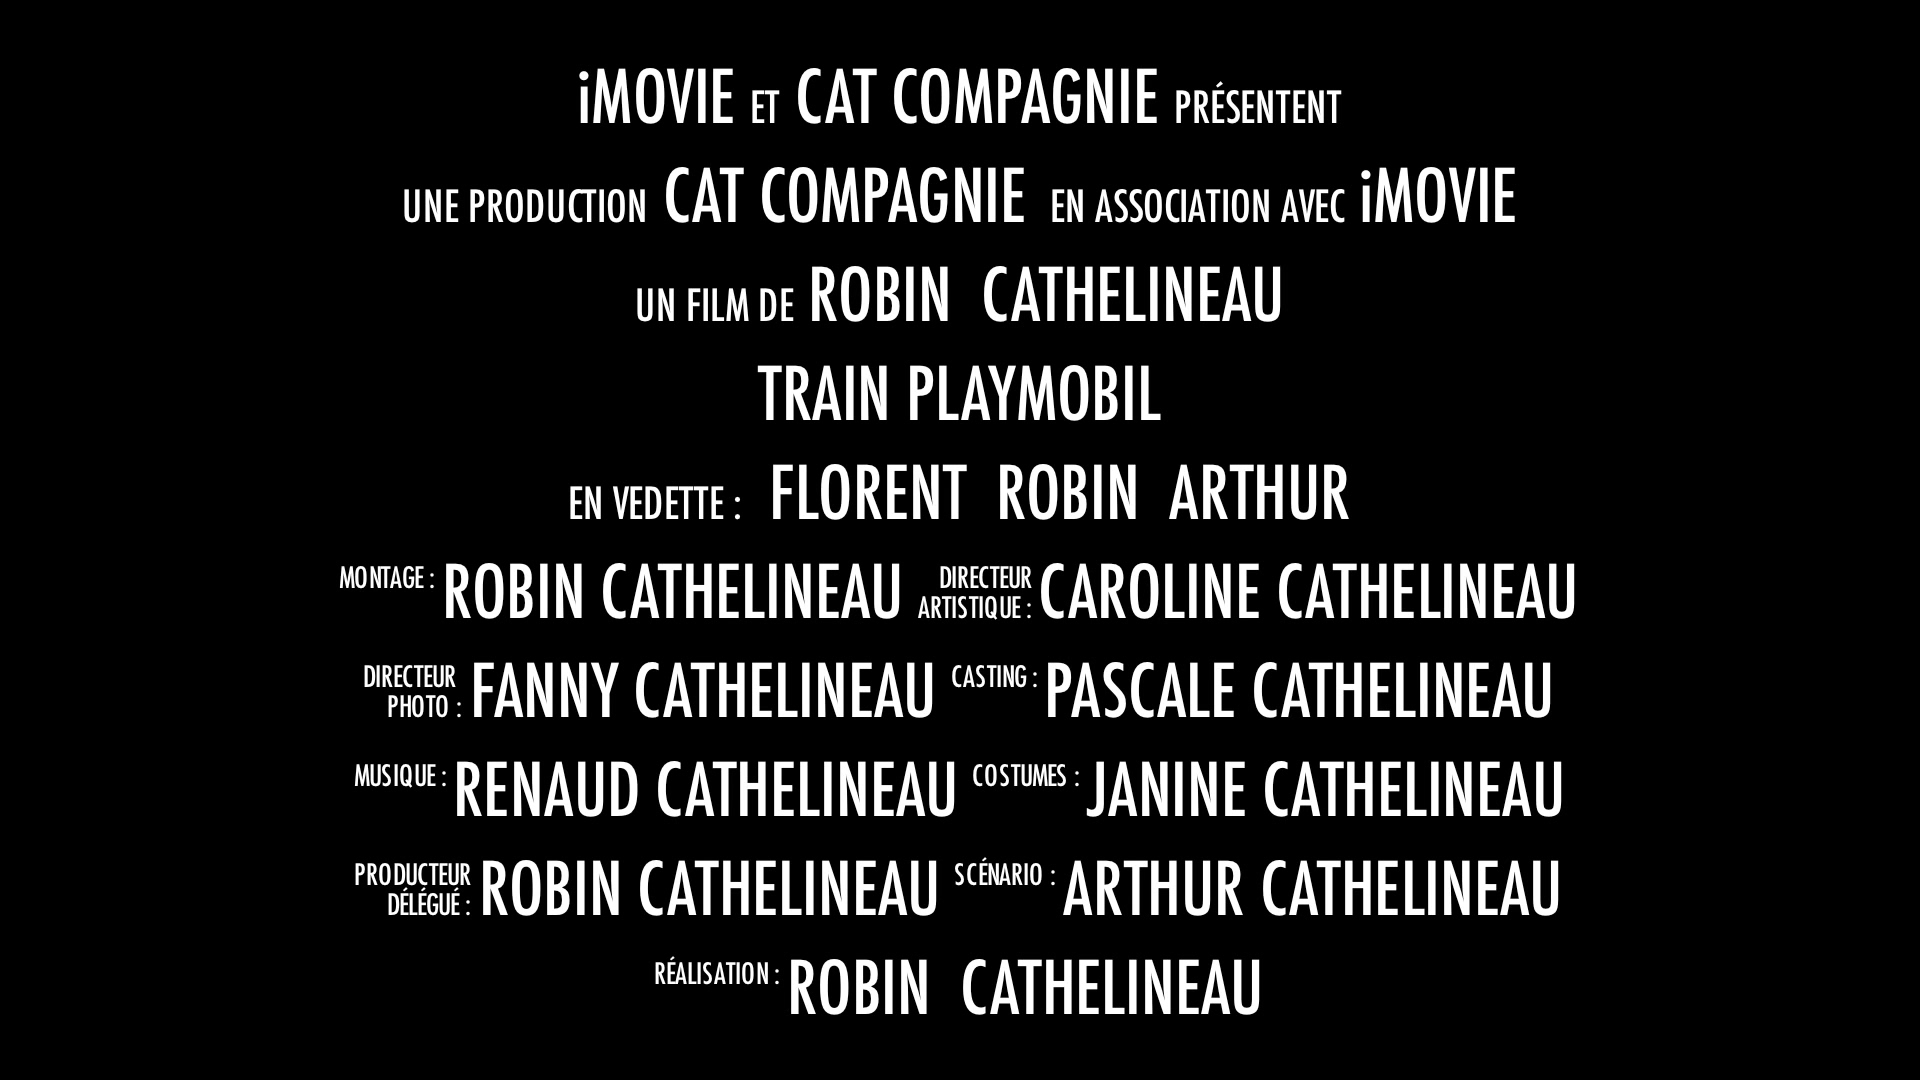 iMOVIE ET CAT COMPAGNIE PRÉSENTENT
UNE PRODUCTION CAT COMPAGNIE EN ASSOCIATION AVEC iMOVIE
UN FILM DE ROBIN CATHELINEAU
TRAIN PLAYMOBIL
EN VEDETTE : FLORENT ROBIN ARTHUR
MONTAGE : ROBIN CATHELINEAU DIRECTEUR ARTISTIQUE : CAROLINE CATHELINEAU
DIRECTEUR PHOTO : FANNY CATHELINEAU CASTING : PASCALE CATHELINEAU
MUSIQUE : RENAUD CATHELINEAU COSTUMES : JANINE CATHELINEAU
PRODUCTEUR DÉLÉGUÉ : ROBIN CATHELINEAU SCÉNARIO : ARTHUR CATHELINEAU
RÉALISATION : ROBIN CATHELINEAU